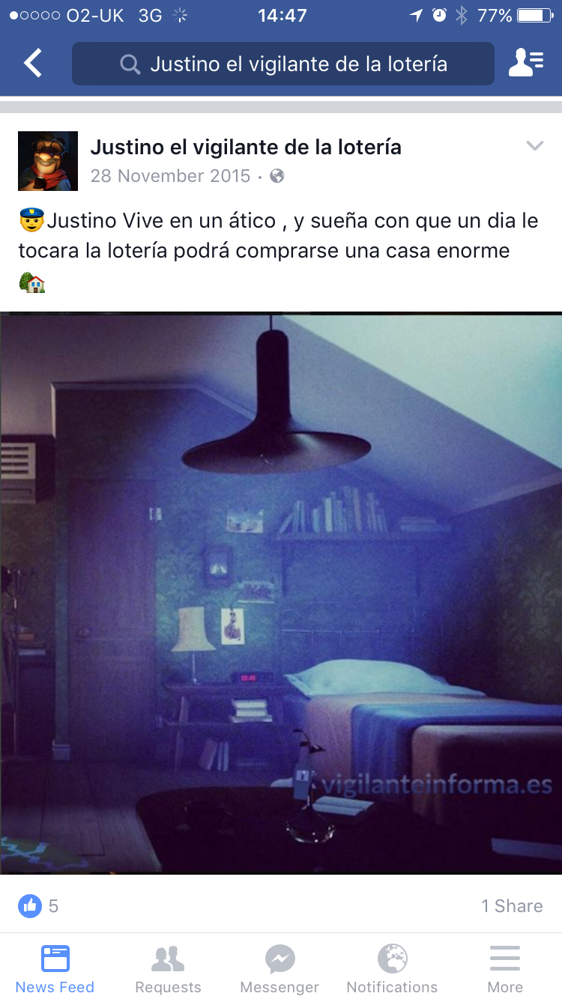 O2-UK 3G 14:47 77%
Justino el vigilante de la lotería
Justino el vigilante de la lotería
28 November 2015 ·
👮Justino Vive en un ático , y sueña con que un dia le
tocara la lotería podrá comprarse una casa enorme
🏡
vigilanteinforma.es
5 1 Share
News Feed Requests Messenger Notifications More